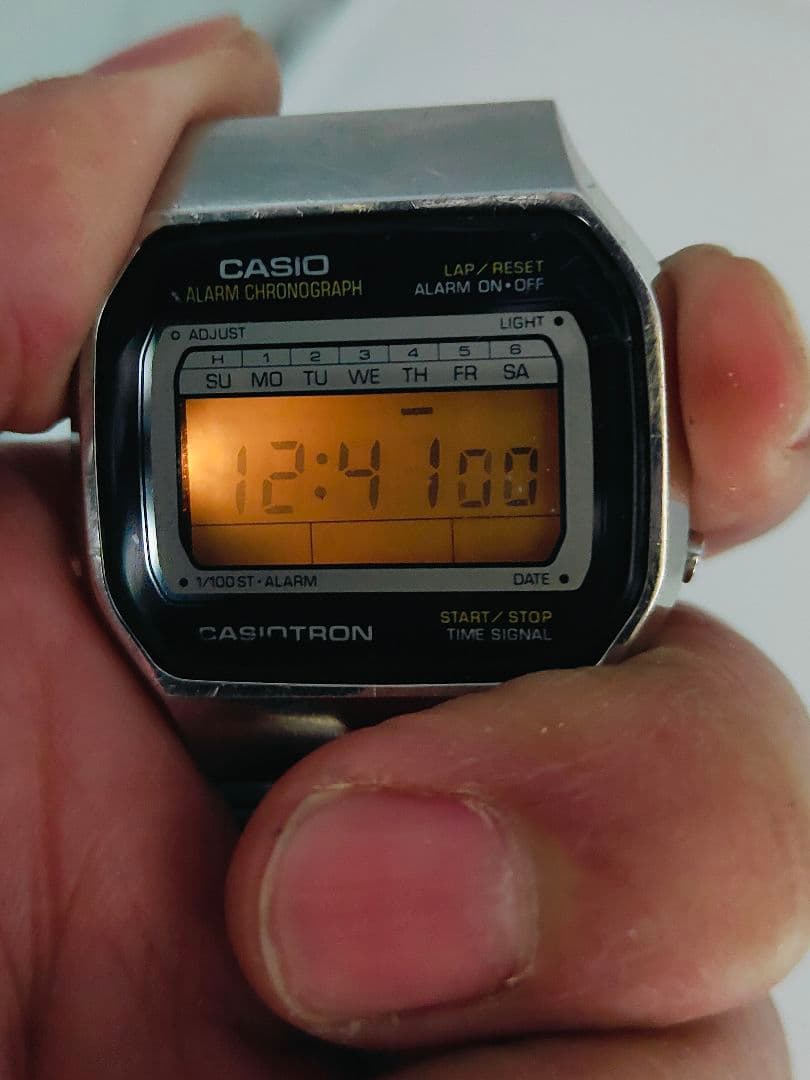 CASIO
ALARM CHRONOGRAPH
LAP/RESET
ALARM ON•OFF
ADJUST
LIGHT
H 1 2 3 4 5 6
SU MO TU WE TH FR SA
12:41 00
1/100 ST•ALARM
DATE
CASIOTRON
START/STOP
TIME SIGNAL